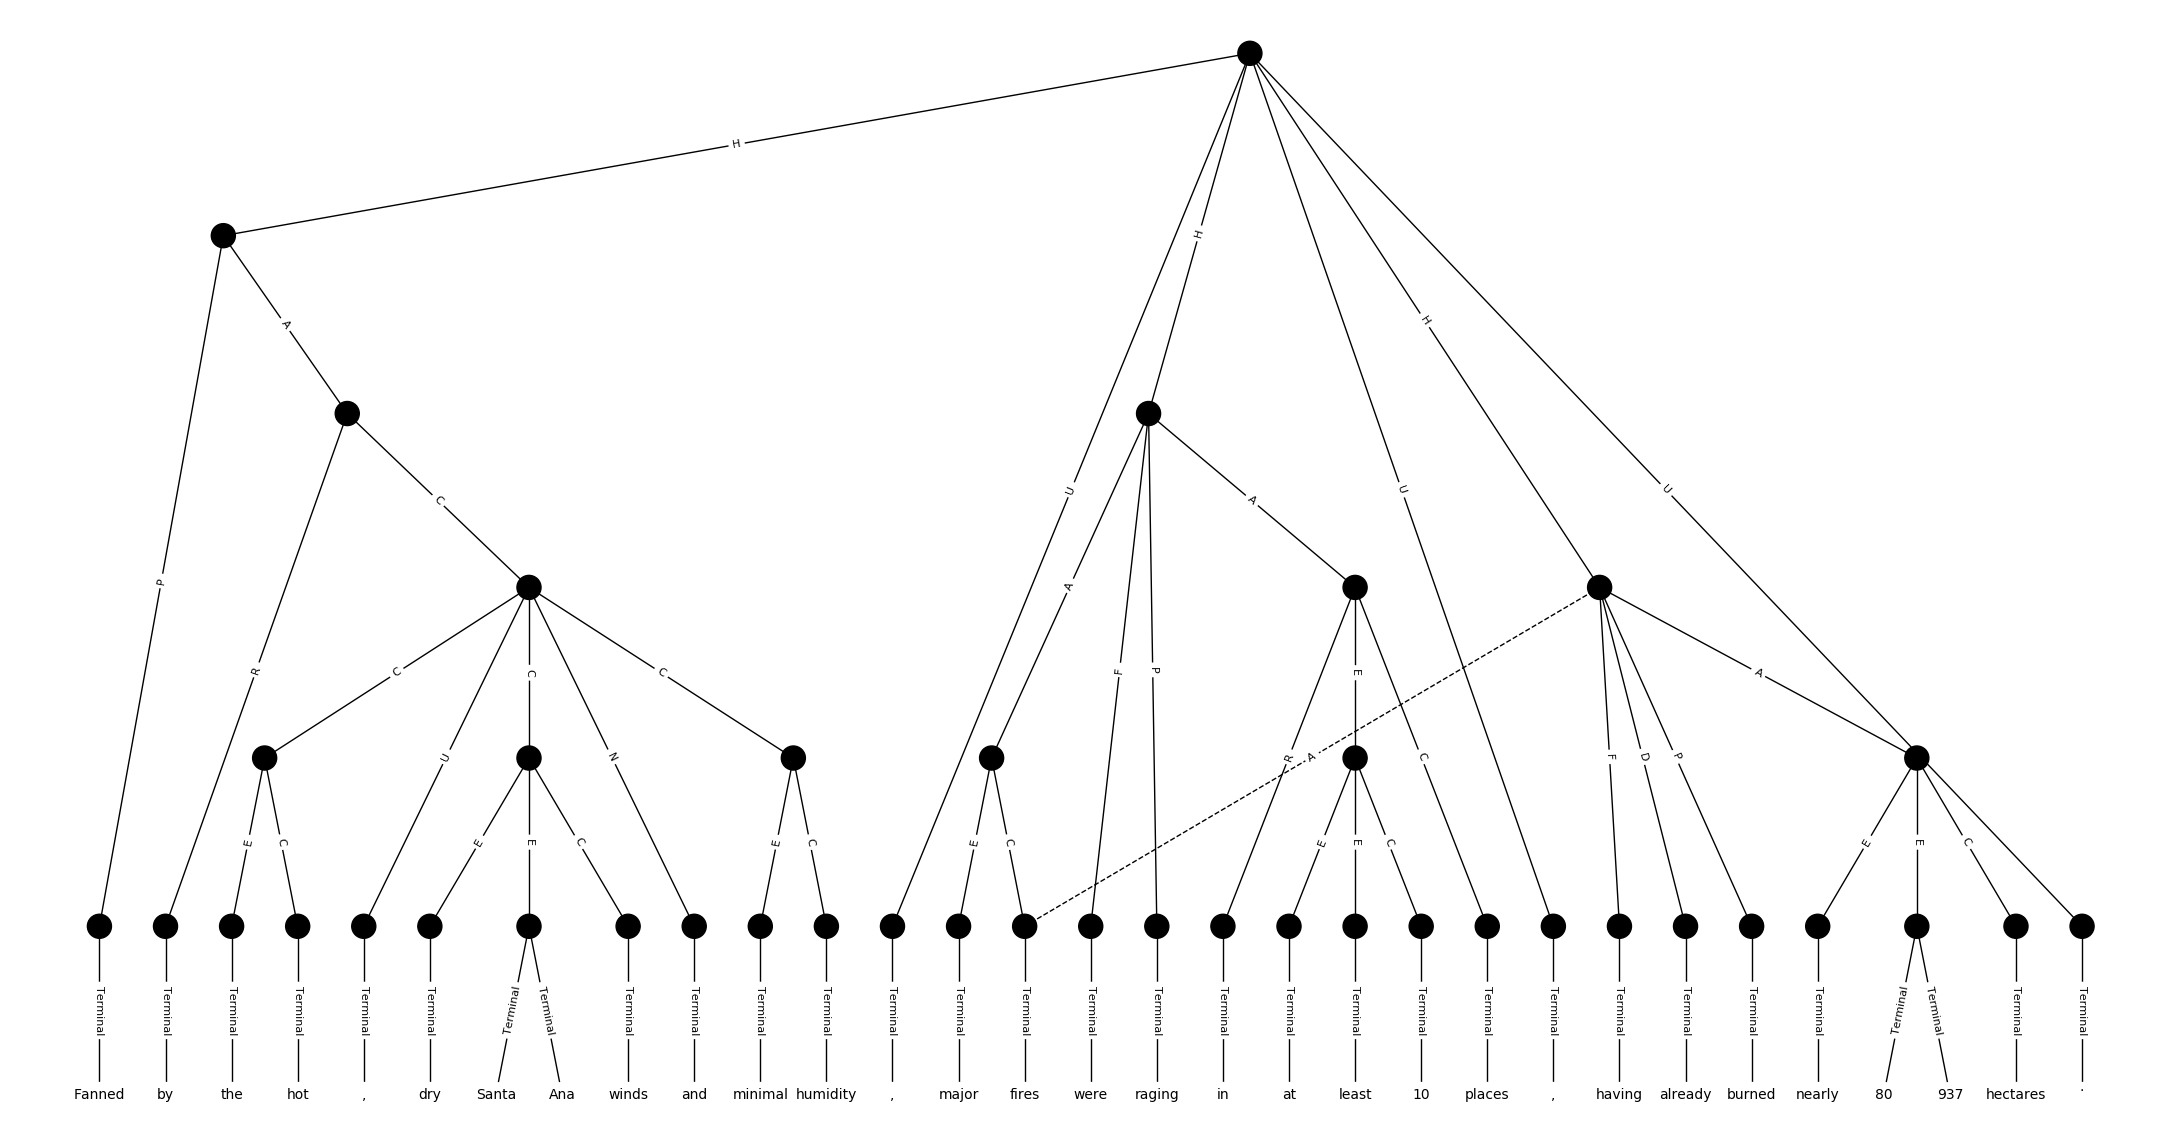 H
H
A
H
P
C
U
A
U
U
A
F
R
C
C
C
P
E
A
U
N
R
A
C
F
D
P
E
C
E
E
C
E
C
E
C
E
E
C
E
E
C
Terminal Terminal Terminal Terminal Terminal Terminal Terminal Terminal Terminal Terminal Terminal Terminal Terminal Terminal Terminal Terminal Terminal Terminal Terminal Terminal Terminal Terminal Terminal Terminal Terminal Terminal Terminal Terminal Terminal Terminal Terminal
Fanned by the hot , dry Santa Ana winds and minimal humidity , major fires were raging in at least 10 places , having already burned nearly 80 937 hectares .